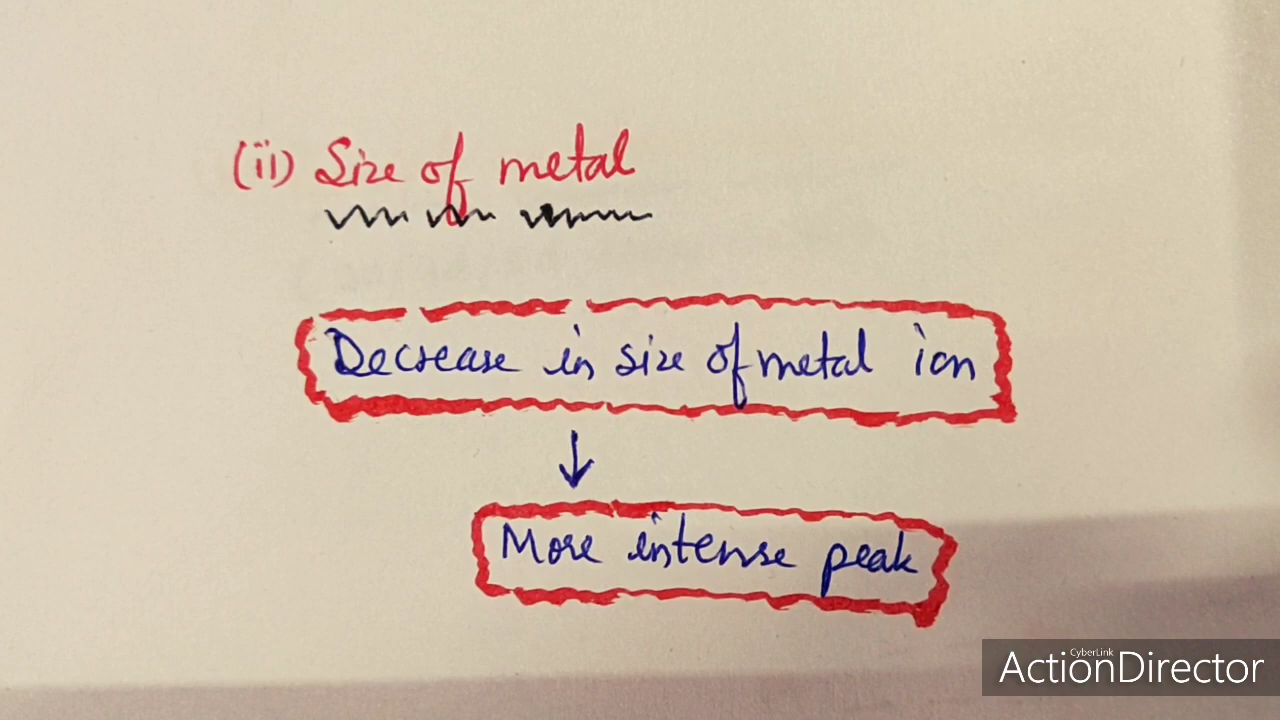 (ii) Size of metal
Decrease in size of metal ion
↓
More intense peak
CyberLink
ActionDirector